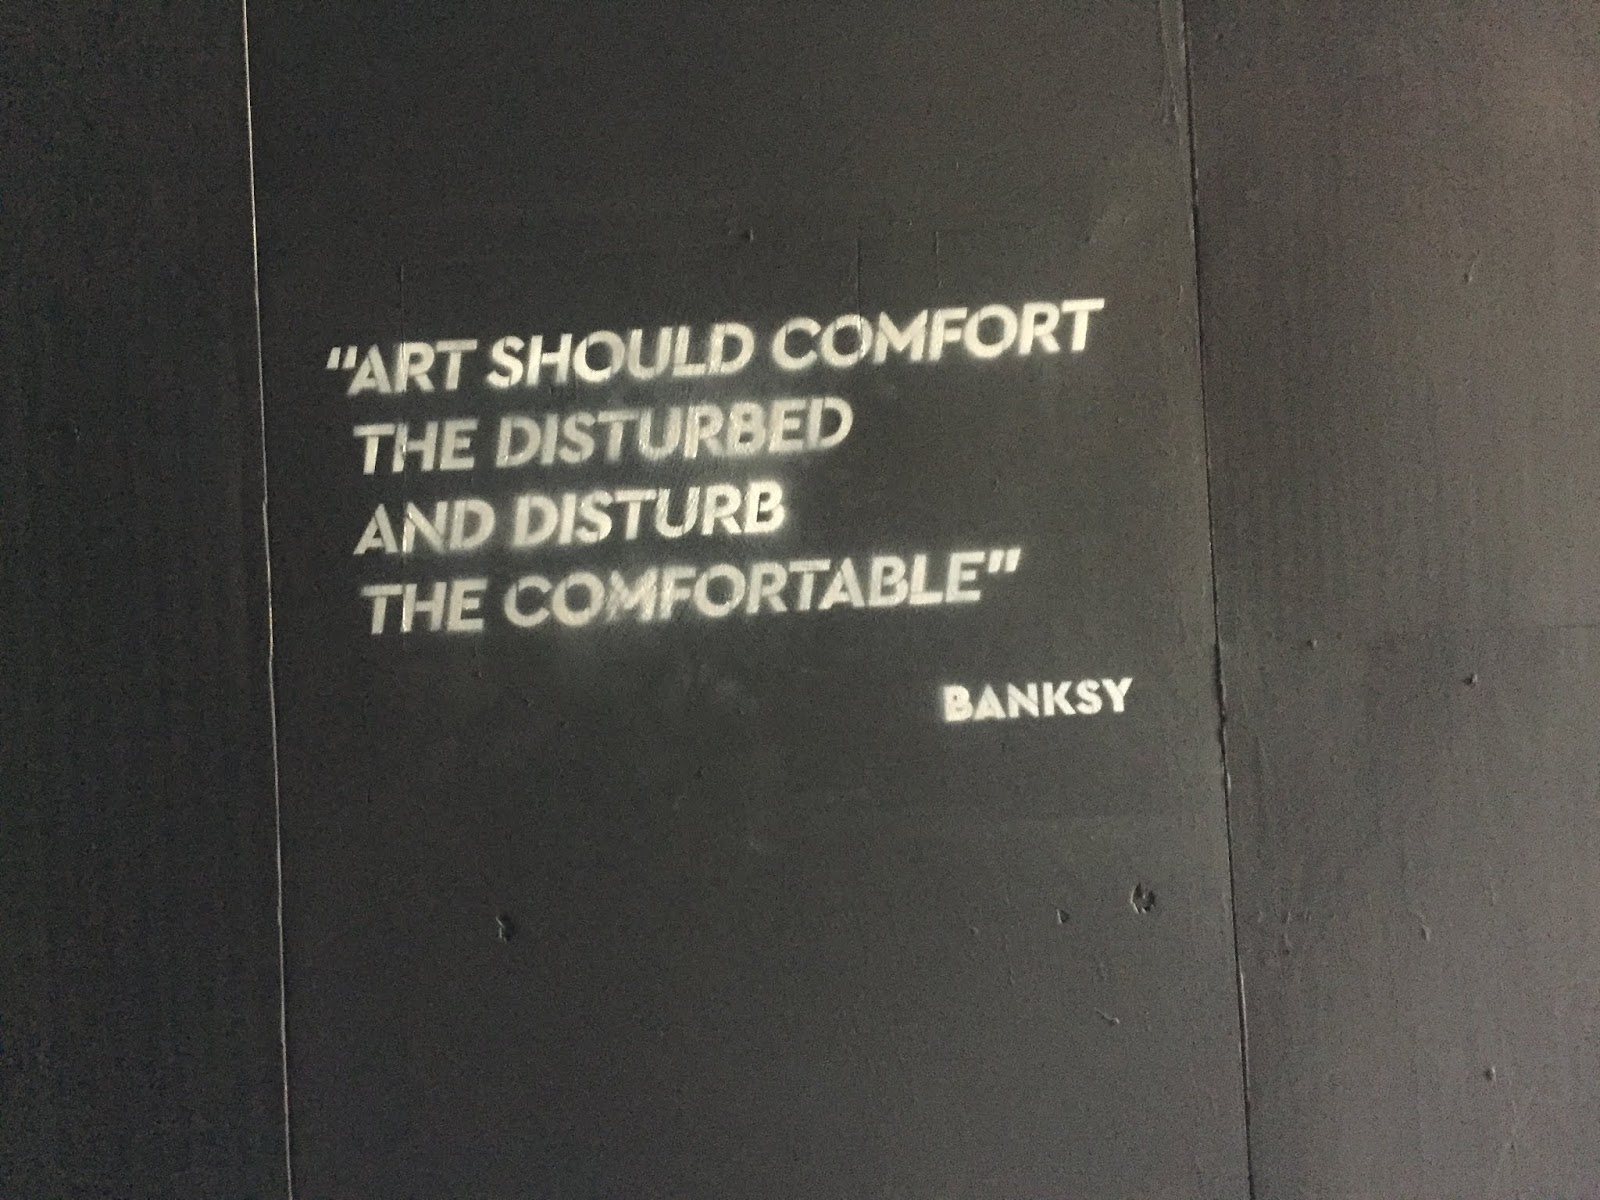 "ART SHOULD COMFORT
THE DISTURBED
AND DISTURB
THE COMFORTABLE"
BANKSY